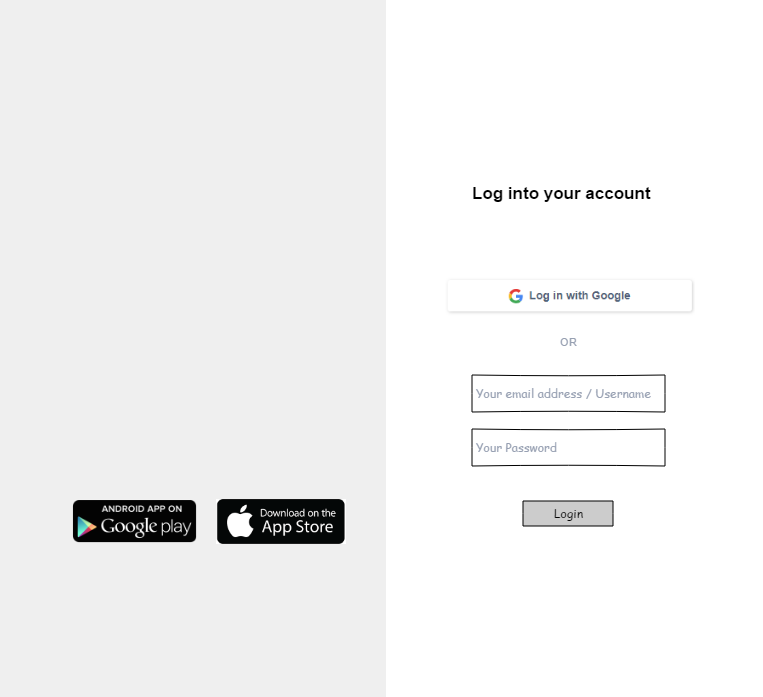 Log into your account
Log in with Google
OR
Your email address / Username
Your Password
Login
ANDROID APP ON
Google play
Download on the
App Store